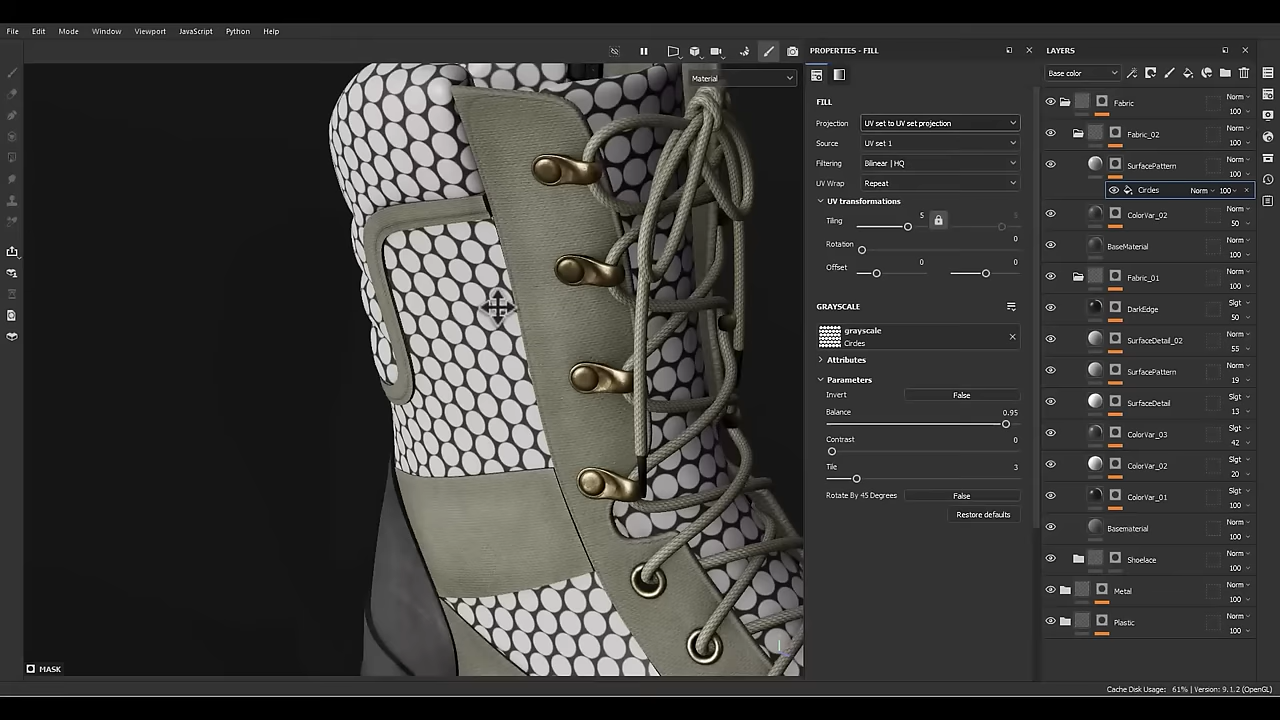 File Edit Mode Window Viewport JavaScript Python Help
Material
MASK
PROPERTIES - FILL
FILL
Projection UV set to UV set projection
Source UV set 1
Filtering Bilinear | HQ
UV Wrap Repeat
UV transformations
Tiling 5
Rotation 0
Offset 0 0
GRAYSCALE
grayscale
Circles
Attributes
Parameters
Invert False
Balance 0.95
Contrast 0
Tile 3
Rotate By 45 Degrees False
Restore defaults
LAYERS
Base color
Fabric Norm 100
Fabric_02 Norm 100
SurfacePattern Norm 100
Circles Norm 100
ColorVar_02 Norm 50
BaseMaterial Norm 100
Fabric_01 Norm 100
DarkEdge Sigt 50
SurfaceDetail_02 Norm 55
SurfacePattern Norm 19
SurfaceDetail Sigt 13
ColorVar_03 Sigt 42
ColorVar_02 Sigt 20
ColorVar_01 Sigt 100
Basematerial Norm 100
Shoelace Norm 100
Metal Norm 100
Plastic Norm 100
Cache Disk Usage: 61% | Version: 9.1.2 (OpenGL)